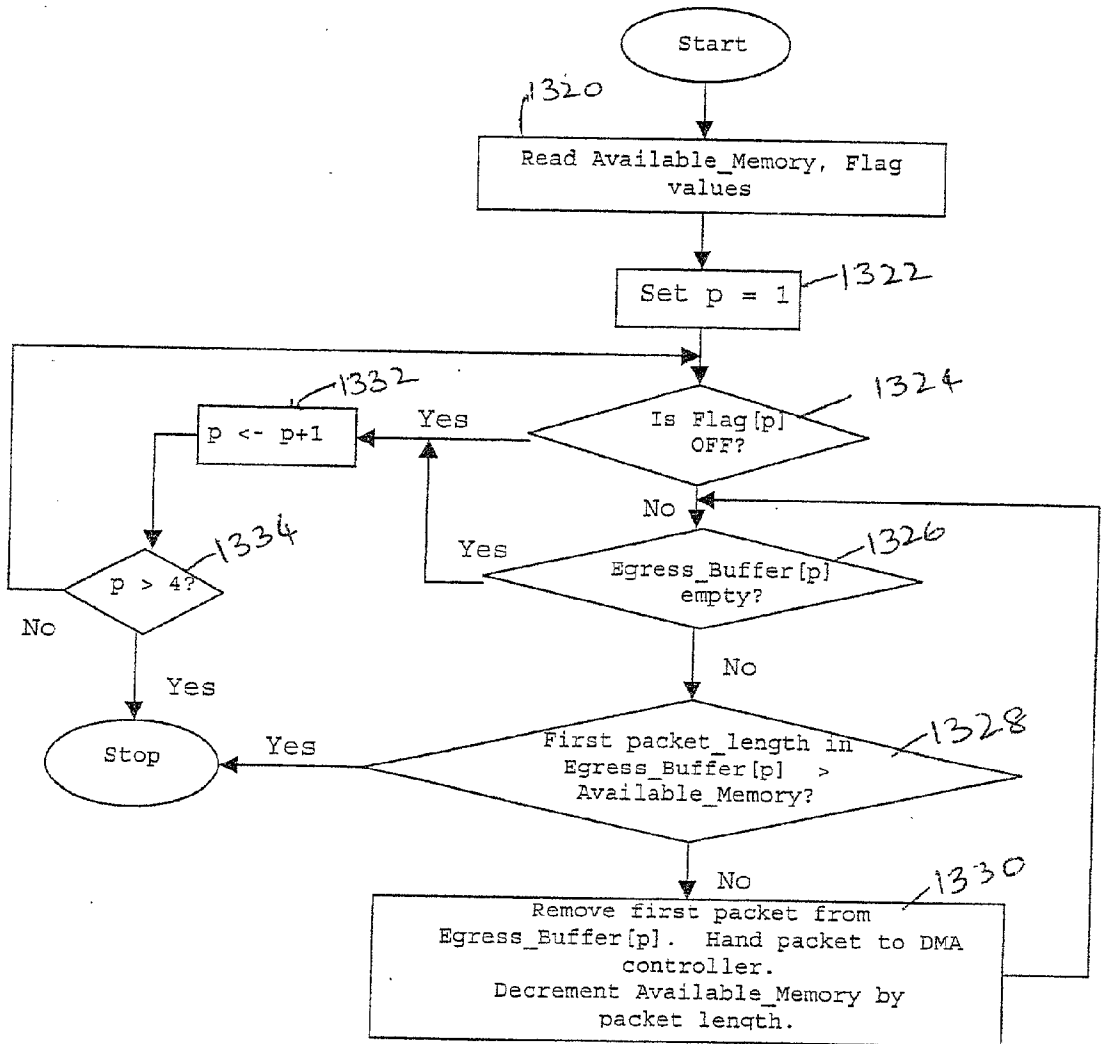 Start
1320
Read Available_Memory, Flag
values
1322
Set p = 1
1324
Is Flag[p]
OFF?
Yes
1332
p <- p+1
No
1334
p > 4?
No
Yes
1326
Egress_Buffer[p]
empty?
Yes
No
Stop
1328
First packet_length in
Egress_Buffer[p] >
Available_Memory?
Yes
No
1330
Remove first packet from
Egress_Buffer[p]. Hand packet to DMA
controller.
Decrement Available_Memory by
packet length.